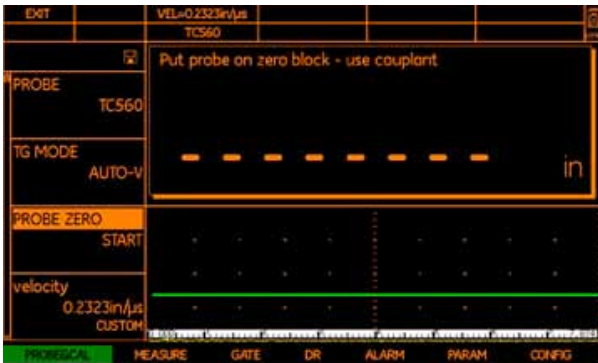 EXIT
VEL=0.2323in/µs
TC560
Put probe on zero block - use couplant
PROBE
TC560
TG MODE
AUTO-V
in
PROBE ZERO
START
velocity
0.2323in/µs
CUSTOM
PROBE&CAL MEASURE GATE DR ALARM PARAM CONFIG